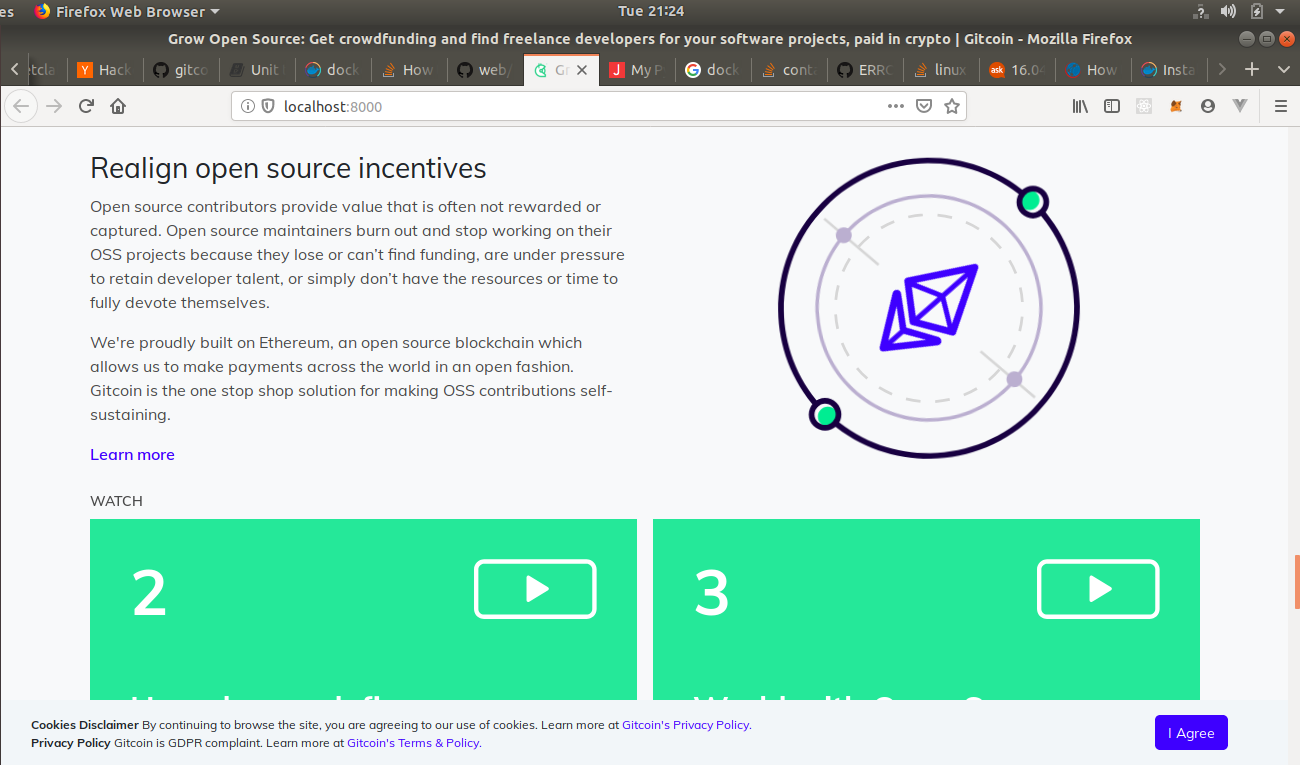 es Firefox Web Browser Tue 21:24
Grow Open Source: Get crowdfunding and find freelance developers for your software projects, paid in crypto | Gitcoin - Mozilla Firefox
etcla Hack gitco Unit dock How web/ Gr My P dock cont ERRO linux ask 16.04 How Insta
localhost:8000
Realign open source incentives
Open source contributors provide value that is often not rewarded or
captured. Open source maintainers burn out and stop working on their
OSS projects because they lose or can’t find funding, are under pressure
to retain developer talent, or simply don’t have the resources or time to
fully devote themselves.
We're proudly built on Ethereum, an open source blockchain which
allows us to make payments across the world in an open fashion.
Gitcoin is the one stop shop solution for making OSS contributions self-
sustaining.
Learn more
WATCH
2
3
Cookies Disclaimer By continuing to browse the site, you are agreeing to our use of cookies. Learn more at Gitcoin's Privacy Policy.
Privacy Policy Gitcoin is GDPR complaint. Learn more at Gitcoin's Terms & Policy.
I Agree